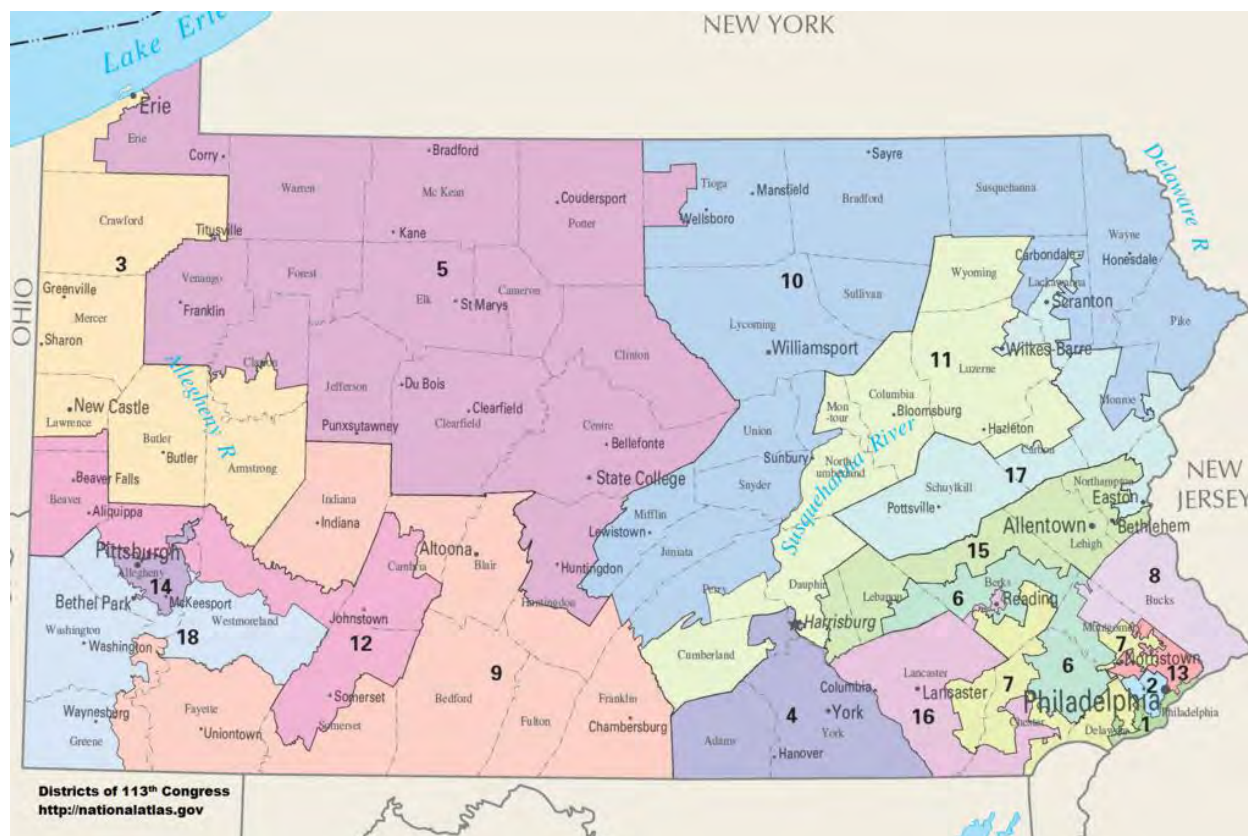 NEW YORK
Lake Erie
Erie
Erie
Corry
Bradford
Sayre
Warren
Mc Kean
Coudersport
Potter
Tioga
Mansfield
Wellsboro
Bradford
Susquehanna
Delaware R
Crawford
Titusville
Kane
Wayne
Honesdale
Carbondale
Wyoming
Lackawanna
Scranton
3
Venango
Forest
5
Elk
St Marys
Cameron
10
Sullivan
Pike
OHIO
Greenville
Mercer
Franklin
Sharon
Clinton
Lycoming
Williamsport
11
Wilkes-Barre
Luzerne
Clarion
Allegheny R
Jefferson
Du Bois
Clearfield
Clearfield
Columbia
Mon
-tour
Bloomsburg
Monroe
New Castle
Lawrence
Butler
Butler
Armstrong
Punxsutawney
Centre
Bellefonte
Union
Sunbury
North-
umberland
Susquehanna River
Hazleton
Carbon
NEW
JERSEY
Beaver Falls
Beaver
Aliquippa
Indiana
Indiana
State College
Snyder
Mifflin
Lewistown
Juniata
Schuylkill
Pottsville
17
Northampton
Easton
Allentown
Bethlehem
Lehigh
Pittsburgh
Allegheny
14
McKeesport
Bethel Park
Altoona
Blair
Cambria
Huntingdon
Huntingdon
Perry
Dauphin
15
Lebanon
Berks
6
Reading
8
Bucks
Washington
Washington
18
Westmoreland
Johnstown
12
Harrisburg
Cumberland
Montgomery
7
Norristown
13
Waynesburg
Greene
Fayette
Uniontown
Somerset
Somerset
Bedford
9
Fulton
Franklin
Chambersburg
Adams
4
York
York
Hanover
Columbia
Lancaster
Lancaster
16
7
Chester
6
Philadelphia
2
Philadelphia
Delaware
1
Districts of 113th Congress
http://nationalatlas.gov